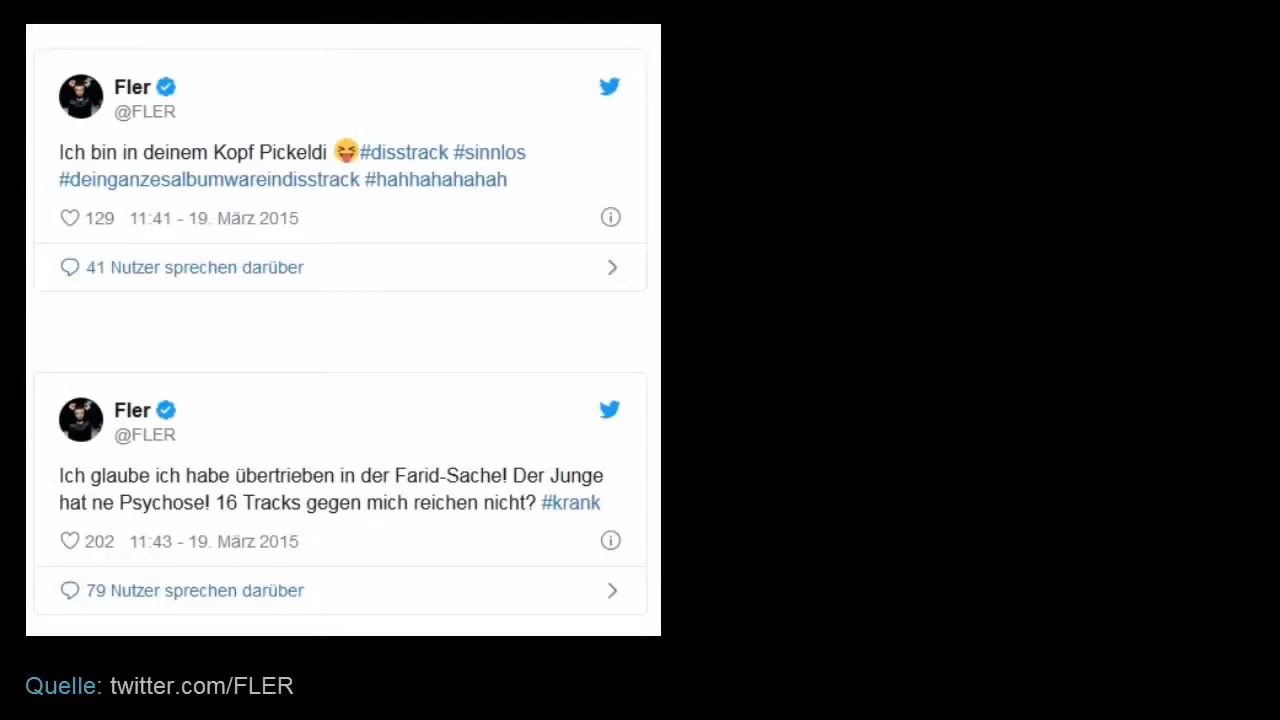 Fler
@FLER
Ich bin in deinem Kopf Pickeldi 😝#disstrack #sinnlos
#deinganzesalbumwareindisstrack #hahhahahahah
129 11:41 - 19. März 2015
41 Nutzer sprechen darüber
Fler
@FLER
Ich glaube ich habe übertrieben in der Farid-Sache! Der Junge
hat ne Psychose! 16 Tracks gegen mich reichen nicht? #krank
202 11:43 - 19. März 2015
79 Nutzer sprechen darüber
Quelle: twitter.com/FLER